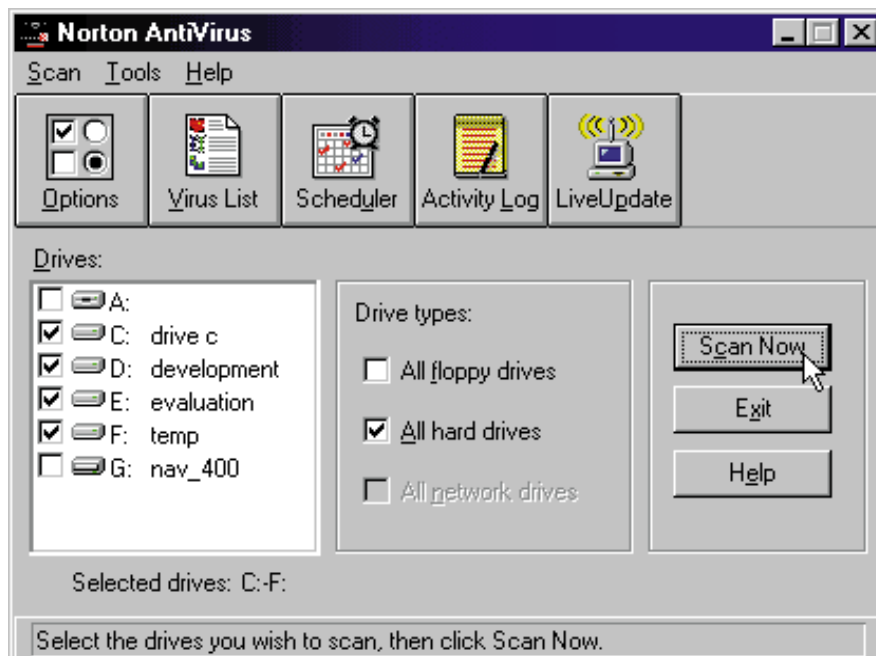 Norton AntiVirus
Scan Tools Help
Options Virus List Scheduler Activity Log LiveUpdate
Drives:
A:
C: drive c
D: development
E: evaluation
F: temp
G: nav_400
Drive types:
All floppy drives
All hard drives
All network drives
Scan Now
Exit
Help
Selected drives: C:-F:
Select the drives you wish to scan, then click Scan Now.